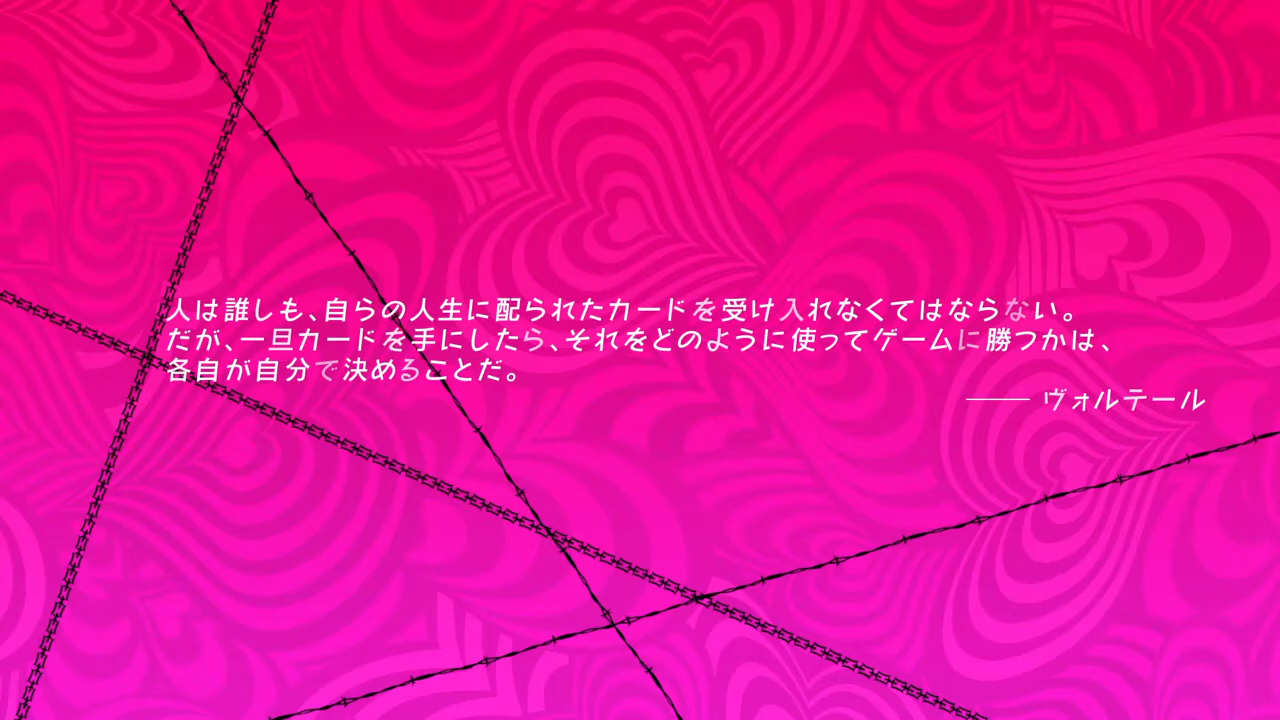 人は誰しも、自らの人生に配られたカードを受け入れなくてはならない。
だが、一旦カードを手にしたら、それをどのように使ってゲームに勝つかは、
各自が自分で決めることだ。
―― ヴォルテール